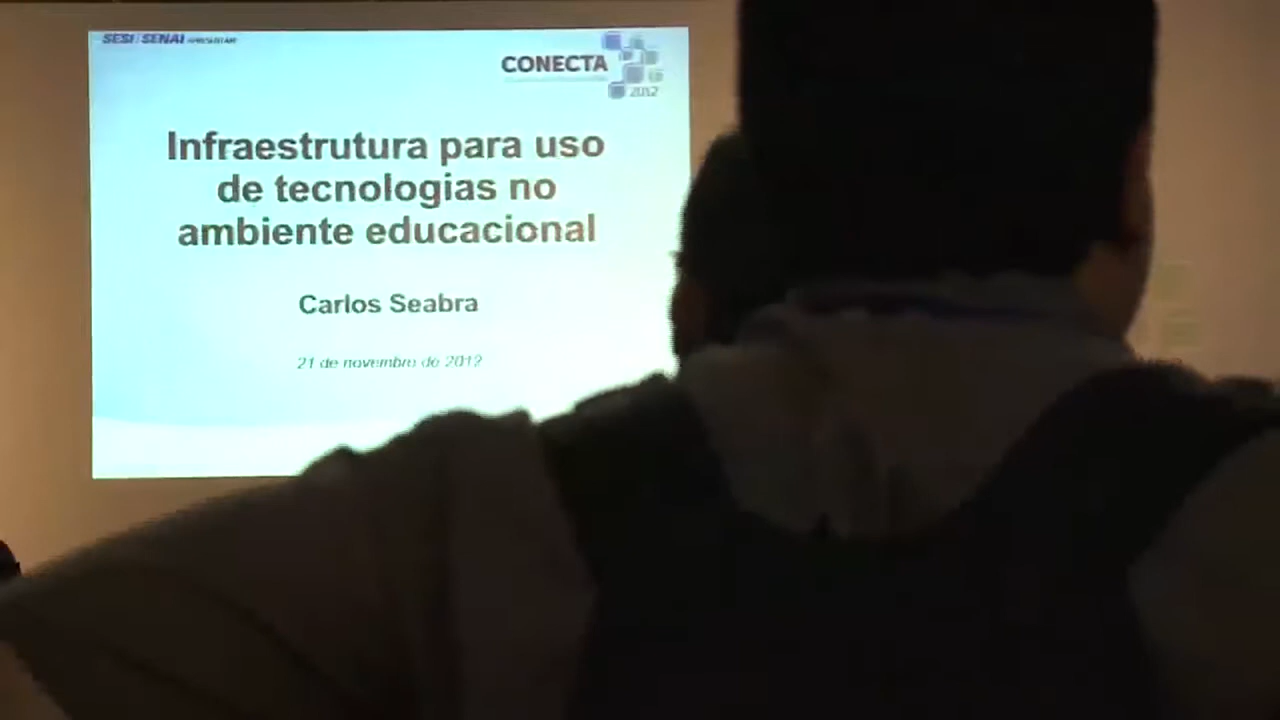 SESI SENAI APRESENTAM
CONECTA
2012
Infraestrutura para uso
de tecnologias no
ambiente educacional
Carlos Seabra
21 de novembro de 2012